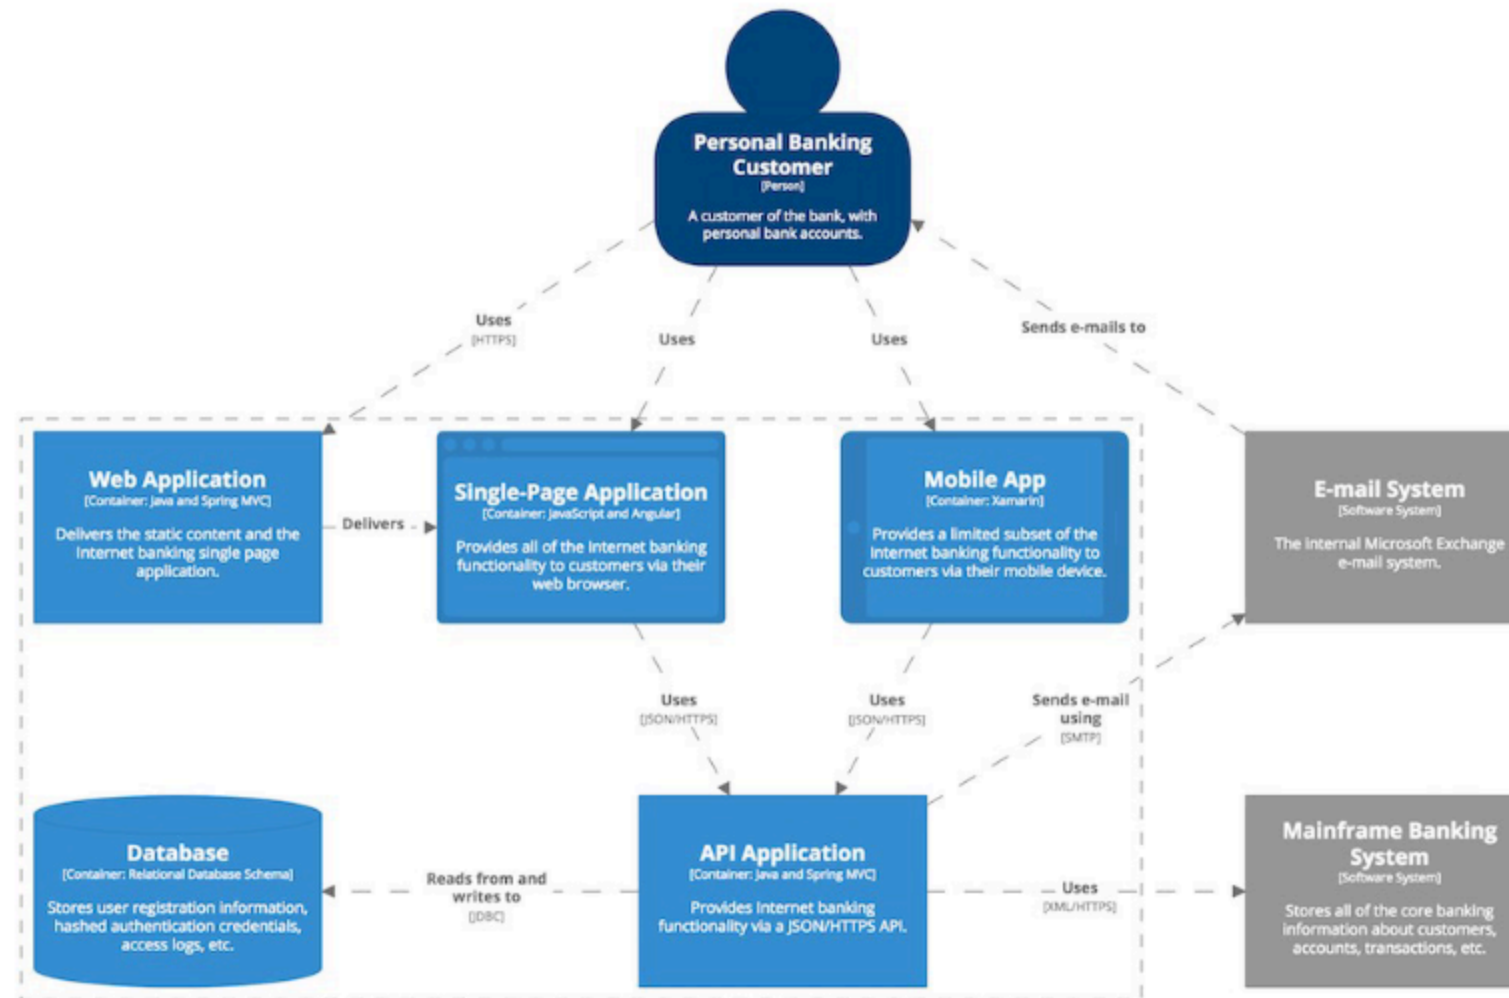 Personal Banking
Customer
[Person]
A customer of the bank, with
personal bank accounts.
Uses
[HTTPS]
Uses
Uses
Sends e-mails to
Web Application
[Container: Java and Spring MVC]
Delivers the static content and the
Internet banking single page
application.
Delivers
Single-Page Application
[Container: JavaScript and Angular]
Provides all of the Internet banking
functionality to customers via their
web browser.
Mobile App
[Container: Xamarin]
Provides a limited subset of the
Internet banking functionality to
customers via their mobile device.
E-mail System
[Software System]
The internal Microsoft Exchange
e-mail system.
Uses
[JSON/HTTPS]
Uses
[JSON/HTTPS]
Sends e-mail
using
[SMTP]
Database
[Container: Relational Database Schema]
Stores user registration information,
hashed authentication credentials,
access logs, etc.
Reads from and
writes to
[JDBC]
API Application
[Container: Java and Spring MVC]
Provides Internet banking
functionality via a JSON/HTTPS API.
Uses
[XML/HTTPS]
Mainframe Banking
System
[Software System]
Stores all of the core banking
information about customers,
accounts, transactions, etc.